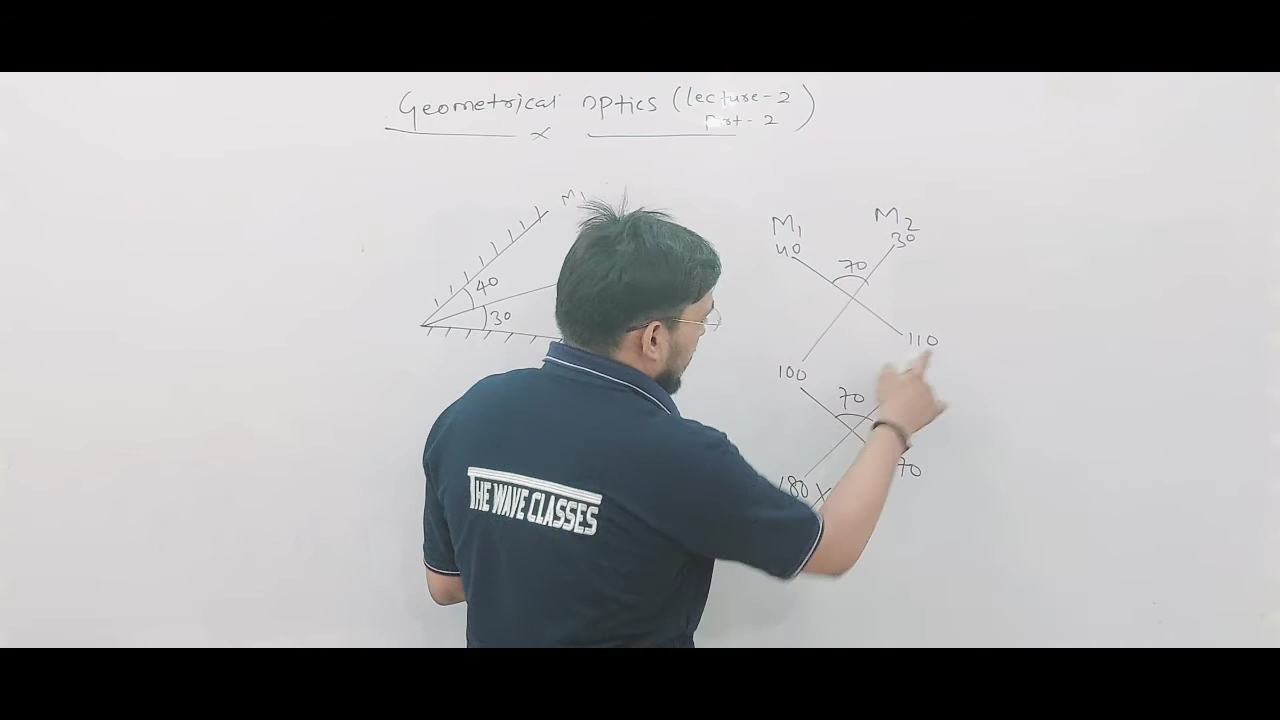 Geometrical optics (lecture-2
part-2)
M1
40
30
M1 M2
40 30
70
110
100
70
70
180 X
THE WAVE CLASSES